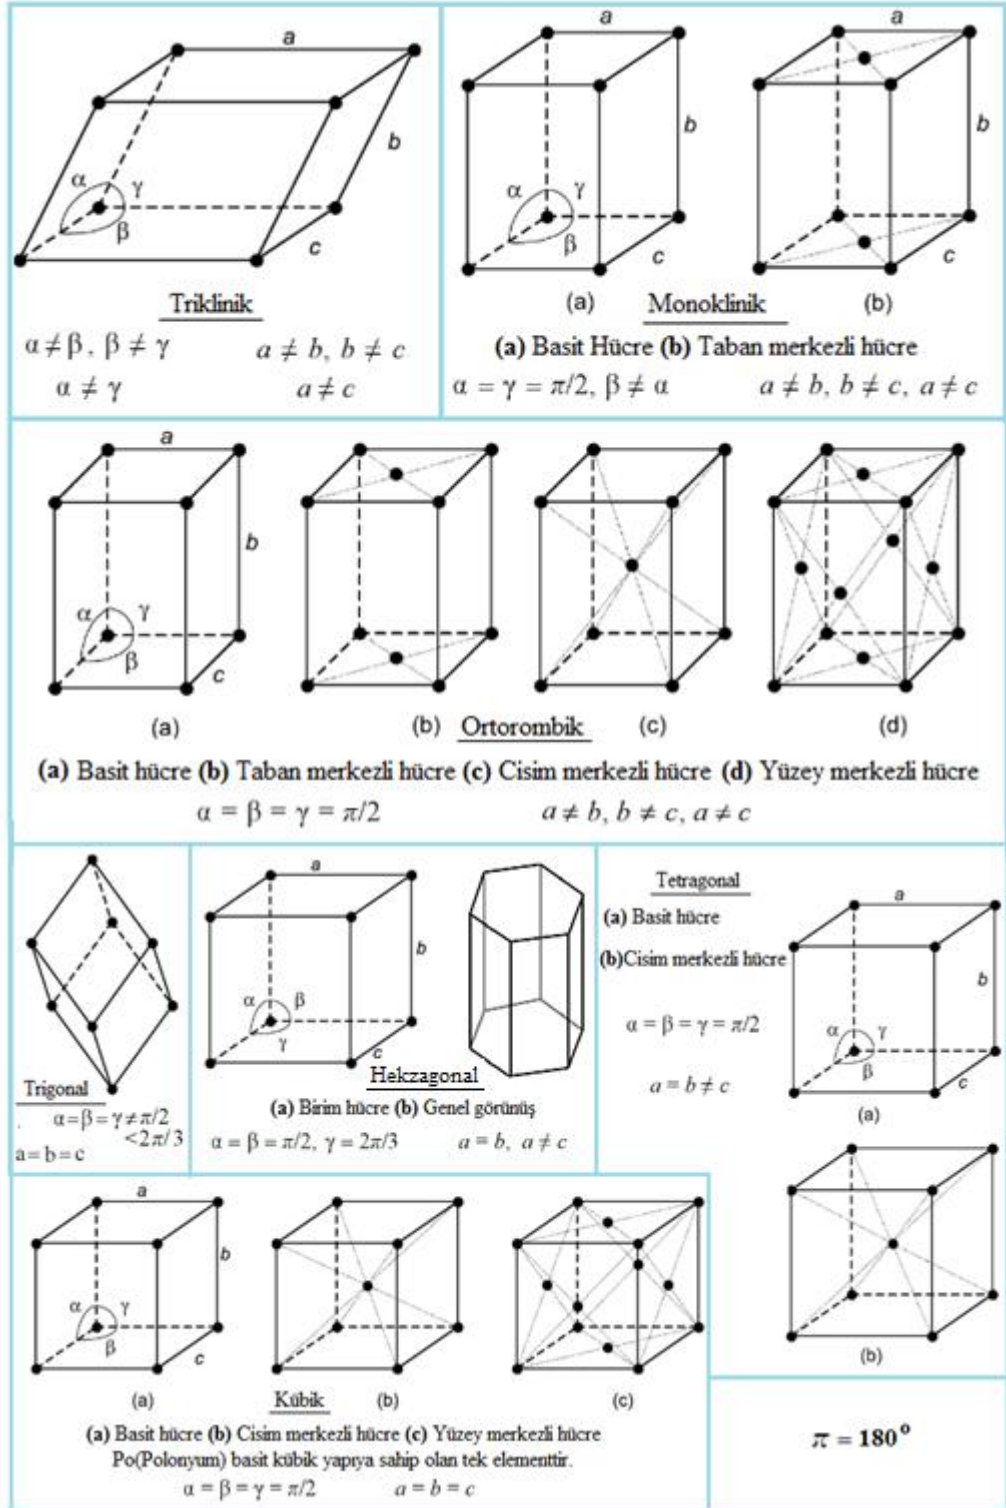 a
b
α γ
β
c
Triklinik
α ≠ β, β ≠ γ a ≠ b, b ≠ c
α ≠ γ a ≠ c
a a
b b
α γ
β
c c
(a) Monoklinik (b)
(a) Basit Hücre (b) Taban merkezli hücre
α = γ = π/2, β ≠ α a ≠ b, b ≠ c, a ≠ c
a
b
α γ
β
c
(a) (b) Ortorombik (c) (d)
(a) Basit hücre (b) Taban merkezli hücre (c) Cisim merkezli hücre (d) Yüzey merkezli hücre
α = β = γ = π/2 a ≠ b, b ≠ c, a ≠ c
Trigonal
α=β=γ≠π/2
<2π/3
a=b=c
a
b
α β
γ
c
Hekzagonal
(a) Birim hücre (b) Genel görünüş
α = β = π/2, γ = 2π/3 a = b, a ≠ c
Tetragonal
(a) Basit hücre
(b)Cisim merkezli hücre
α = β = γ = π/2
a = b ≠ c
a
b
α γ
β
c
(a)
(b)
a
b
α γ
β
c
(a) Kübik (b) (c)
(a) Basit hücre (b) Cisim merkezli hücre (c) Yüzey merkezli hücre
Po(Polonyum) basit kübik yapıya sahip olan tek elementtir.
α = β = γ = π/2 a = b = c
π = 180°